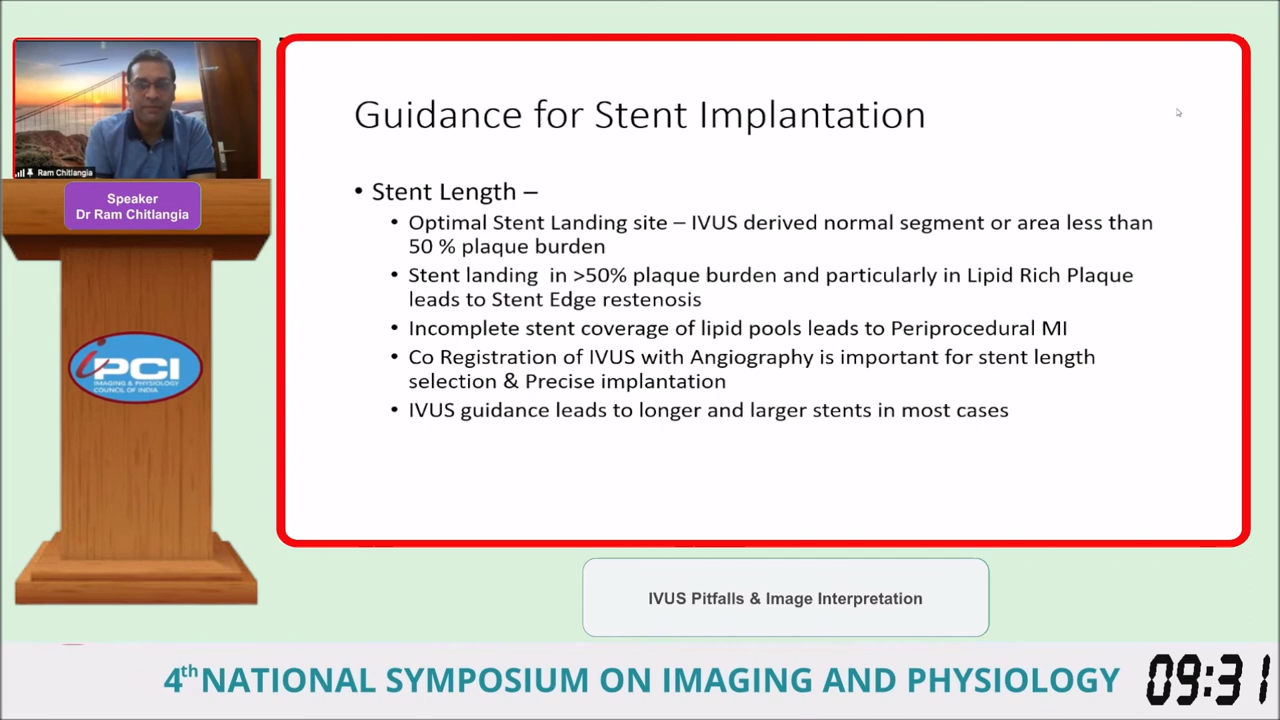 Ram Chitlangia
Speaker
Dr Ram Chitlangia
iPCI
IMAGING & PHYSIOLOGY
COUNCIL OF INDIA
Guidance for Stent Implantation
• Stent Length –
• Optimal Stent Landing site – IVUS derived normal segment or area less than
50 % plaque burden
• Stent landing in >50% plaque burden and particularly in Lipid Rich Plaque
leads to Stent Edge restenosis
• Incomplete stent coverage of lipid pools leads to Periprocedural MI
• Co Registration of IVUS with Angiography is important for stent length
selection & Precise implantation
• IVUS guidance leads to longer and larger stents in most cases
IVUS Pitfalls & Image Interpretation
4th NATIONAL SYMPOSIUM ON IMAGING AND PHYSIOLOGY
09:31